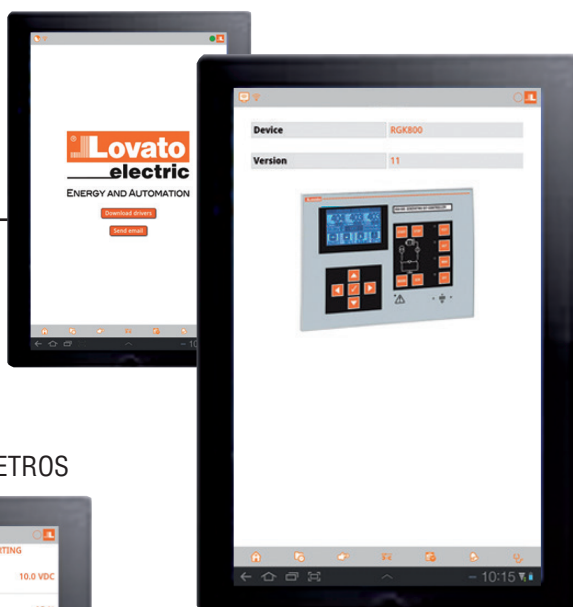 Lovato
electric
ENERGY AND AUTOMATION
Download drivers
Send email
Device RGK800
Version 11
10:15
ETROS
RTING
10.0 VDC